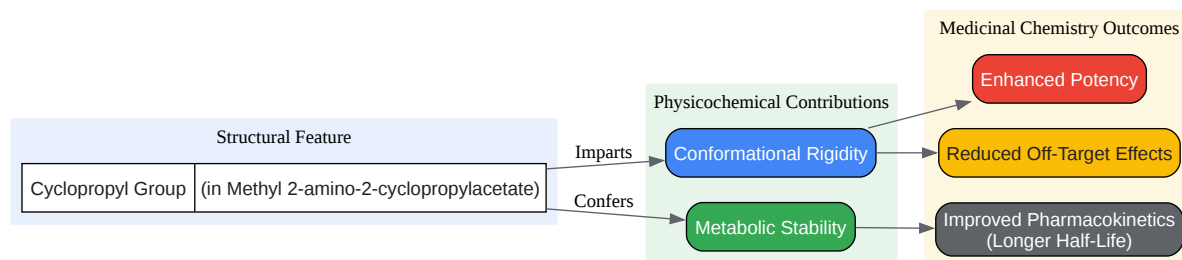 Medicinal Chemistry Outcomes
Enhanced Potency
Physicochemical Contributions
Structural Feature
Imparts
Conformational Rigidity
Reduced Off-Target Effects
Cyclopropyl Group
(in Methyl 2-amino-2-cyclopropylacetate)
Confers
Metabolic Stability
Improved Pharmacokinetics
(Longer Half-Life)